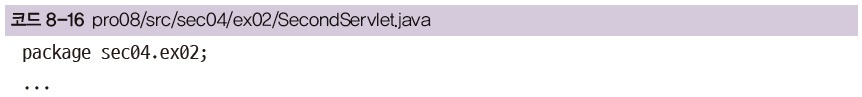 코드 8-16 pro08/src/sec04/ex02/SecondServlet.java
package sec04.ex02;
...